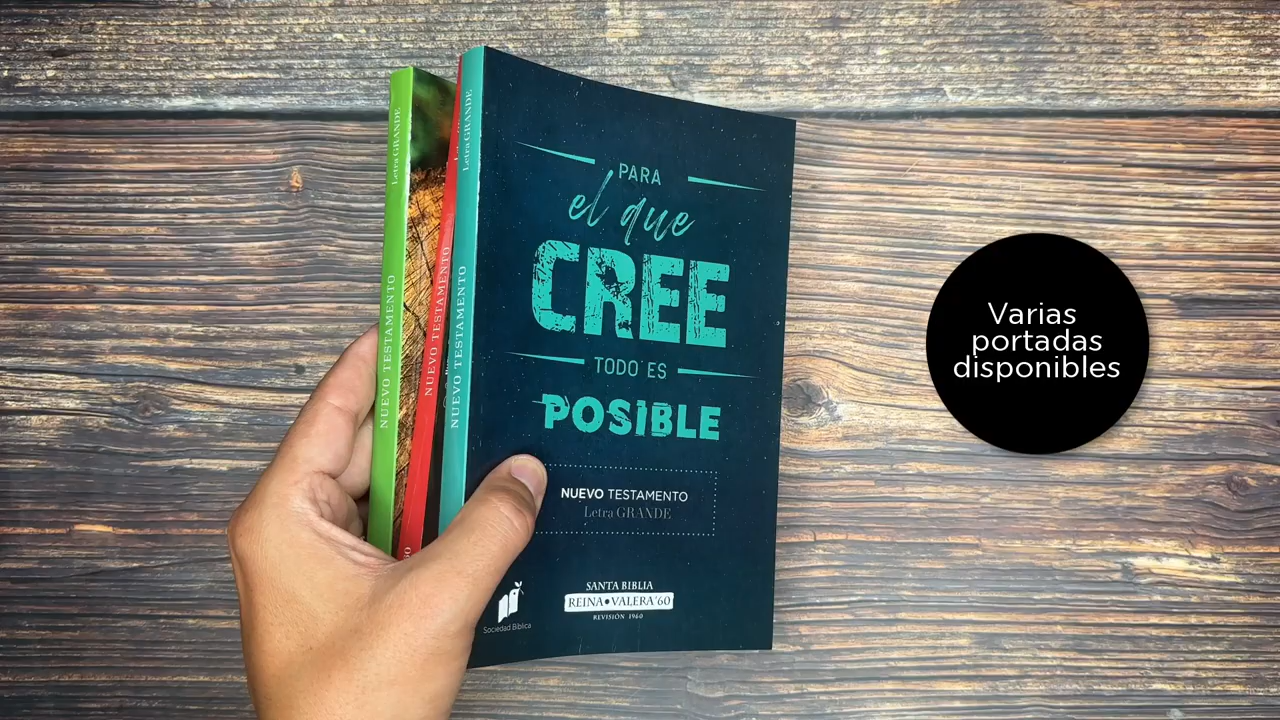 Letra GRANDE
NUEVO TESTAMENTO
NUEVO TESTAMENTO
Letra GRANDE
NUEVO TESTAMENTO
PARA
el que
CREE
TODO ES
POSIBLE
NUEVO TESTAMENTO
Letra GRANDE
Sociedad Bíblica
SANTA BIBLIA
REINA•VALERA'60
REVISIÓN 1960
Varias
portadas
disponibles